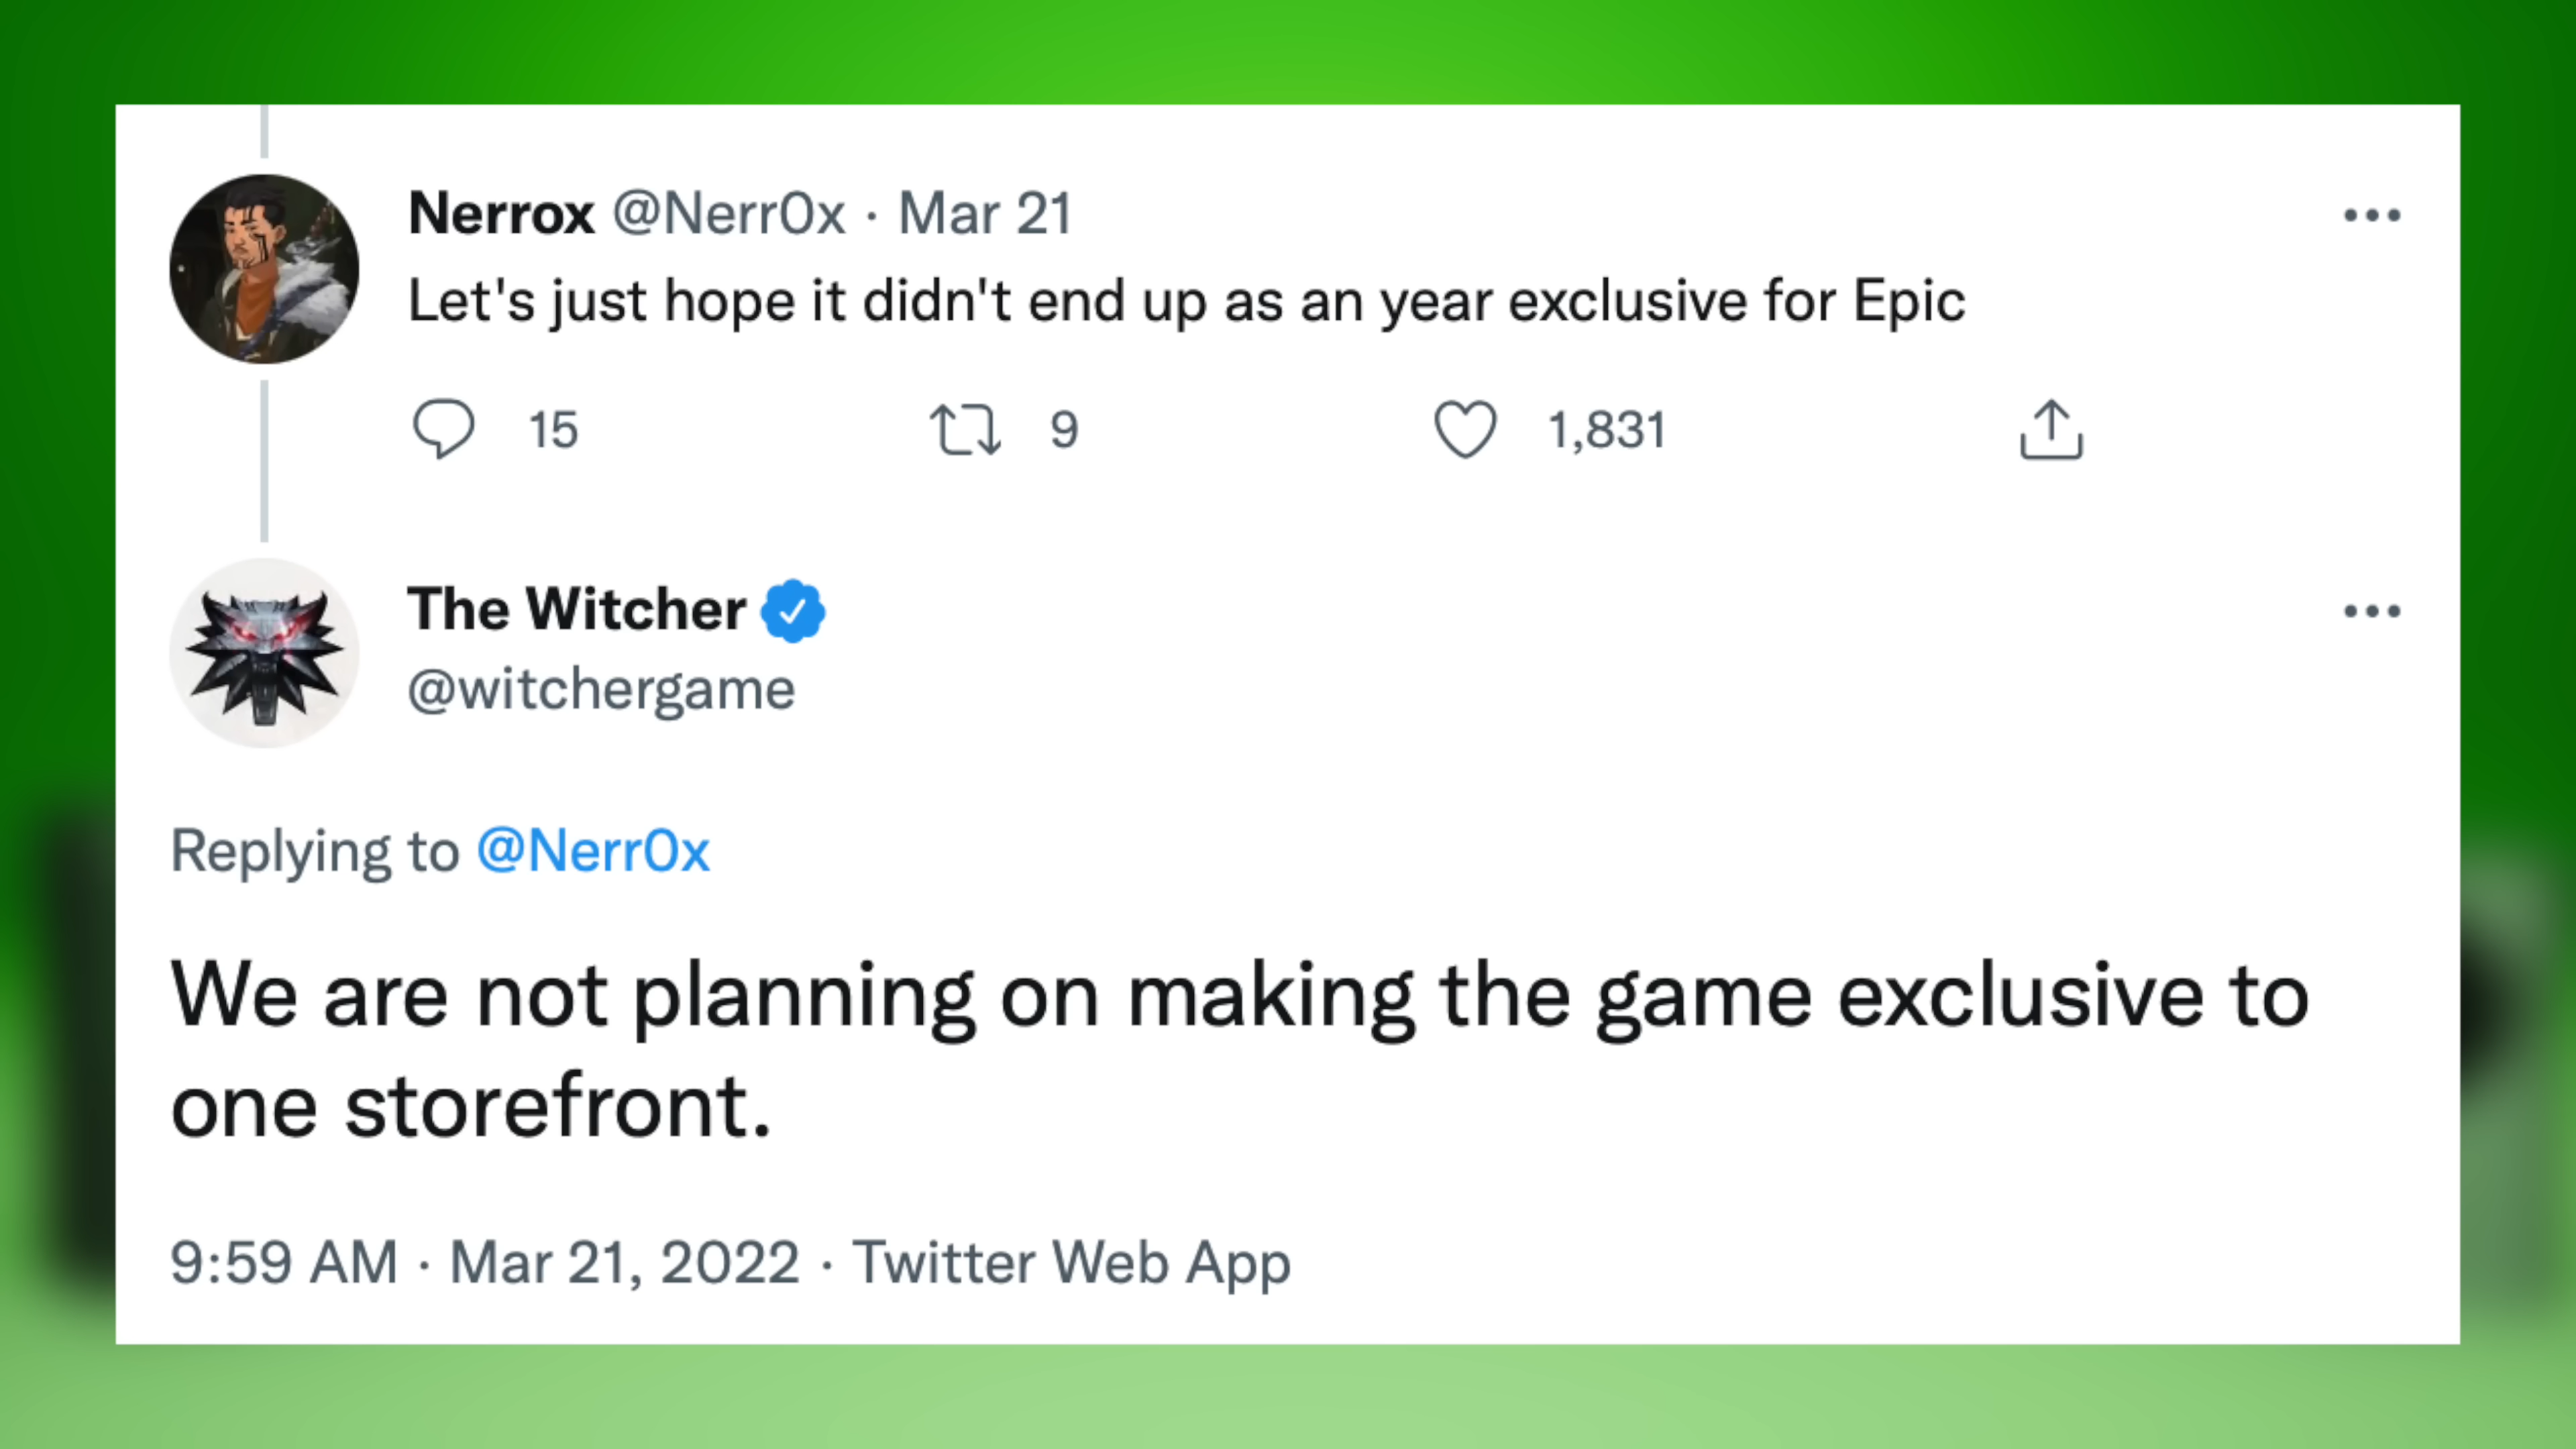 Nerrox @Nerr0x · Mar 21
Let's just hope it didn't end up as an year exclusive for Epic
15 9 1,831
The Witcher
@witchergame
Replying to @Nerr0x
We are not planning on making the game exclusive to
one storefront.
9:59 AM · Mar 21, 2022 · Twitter Web App